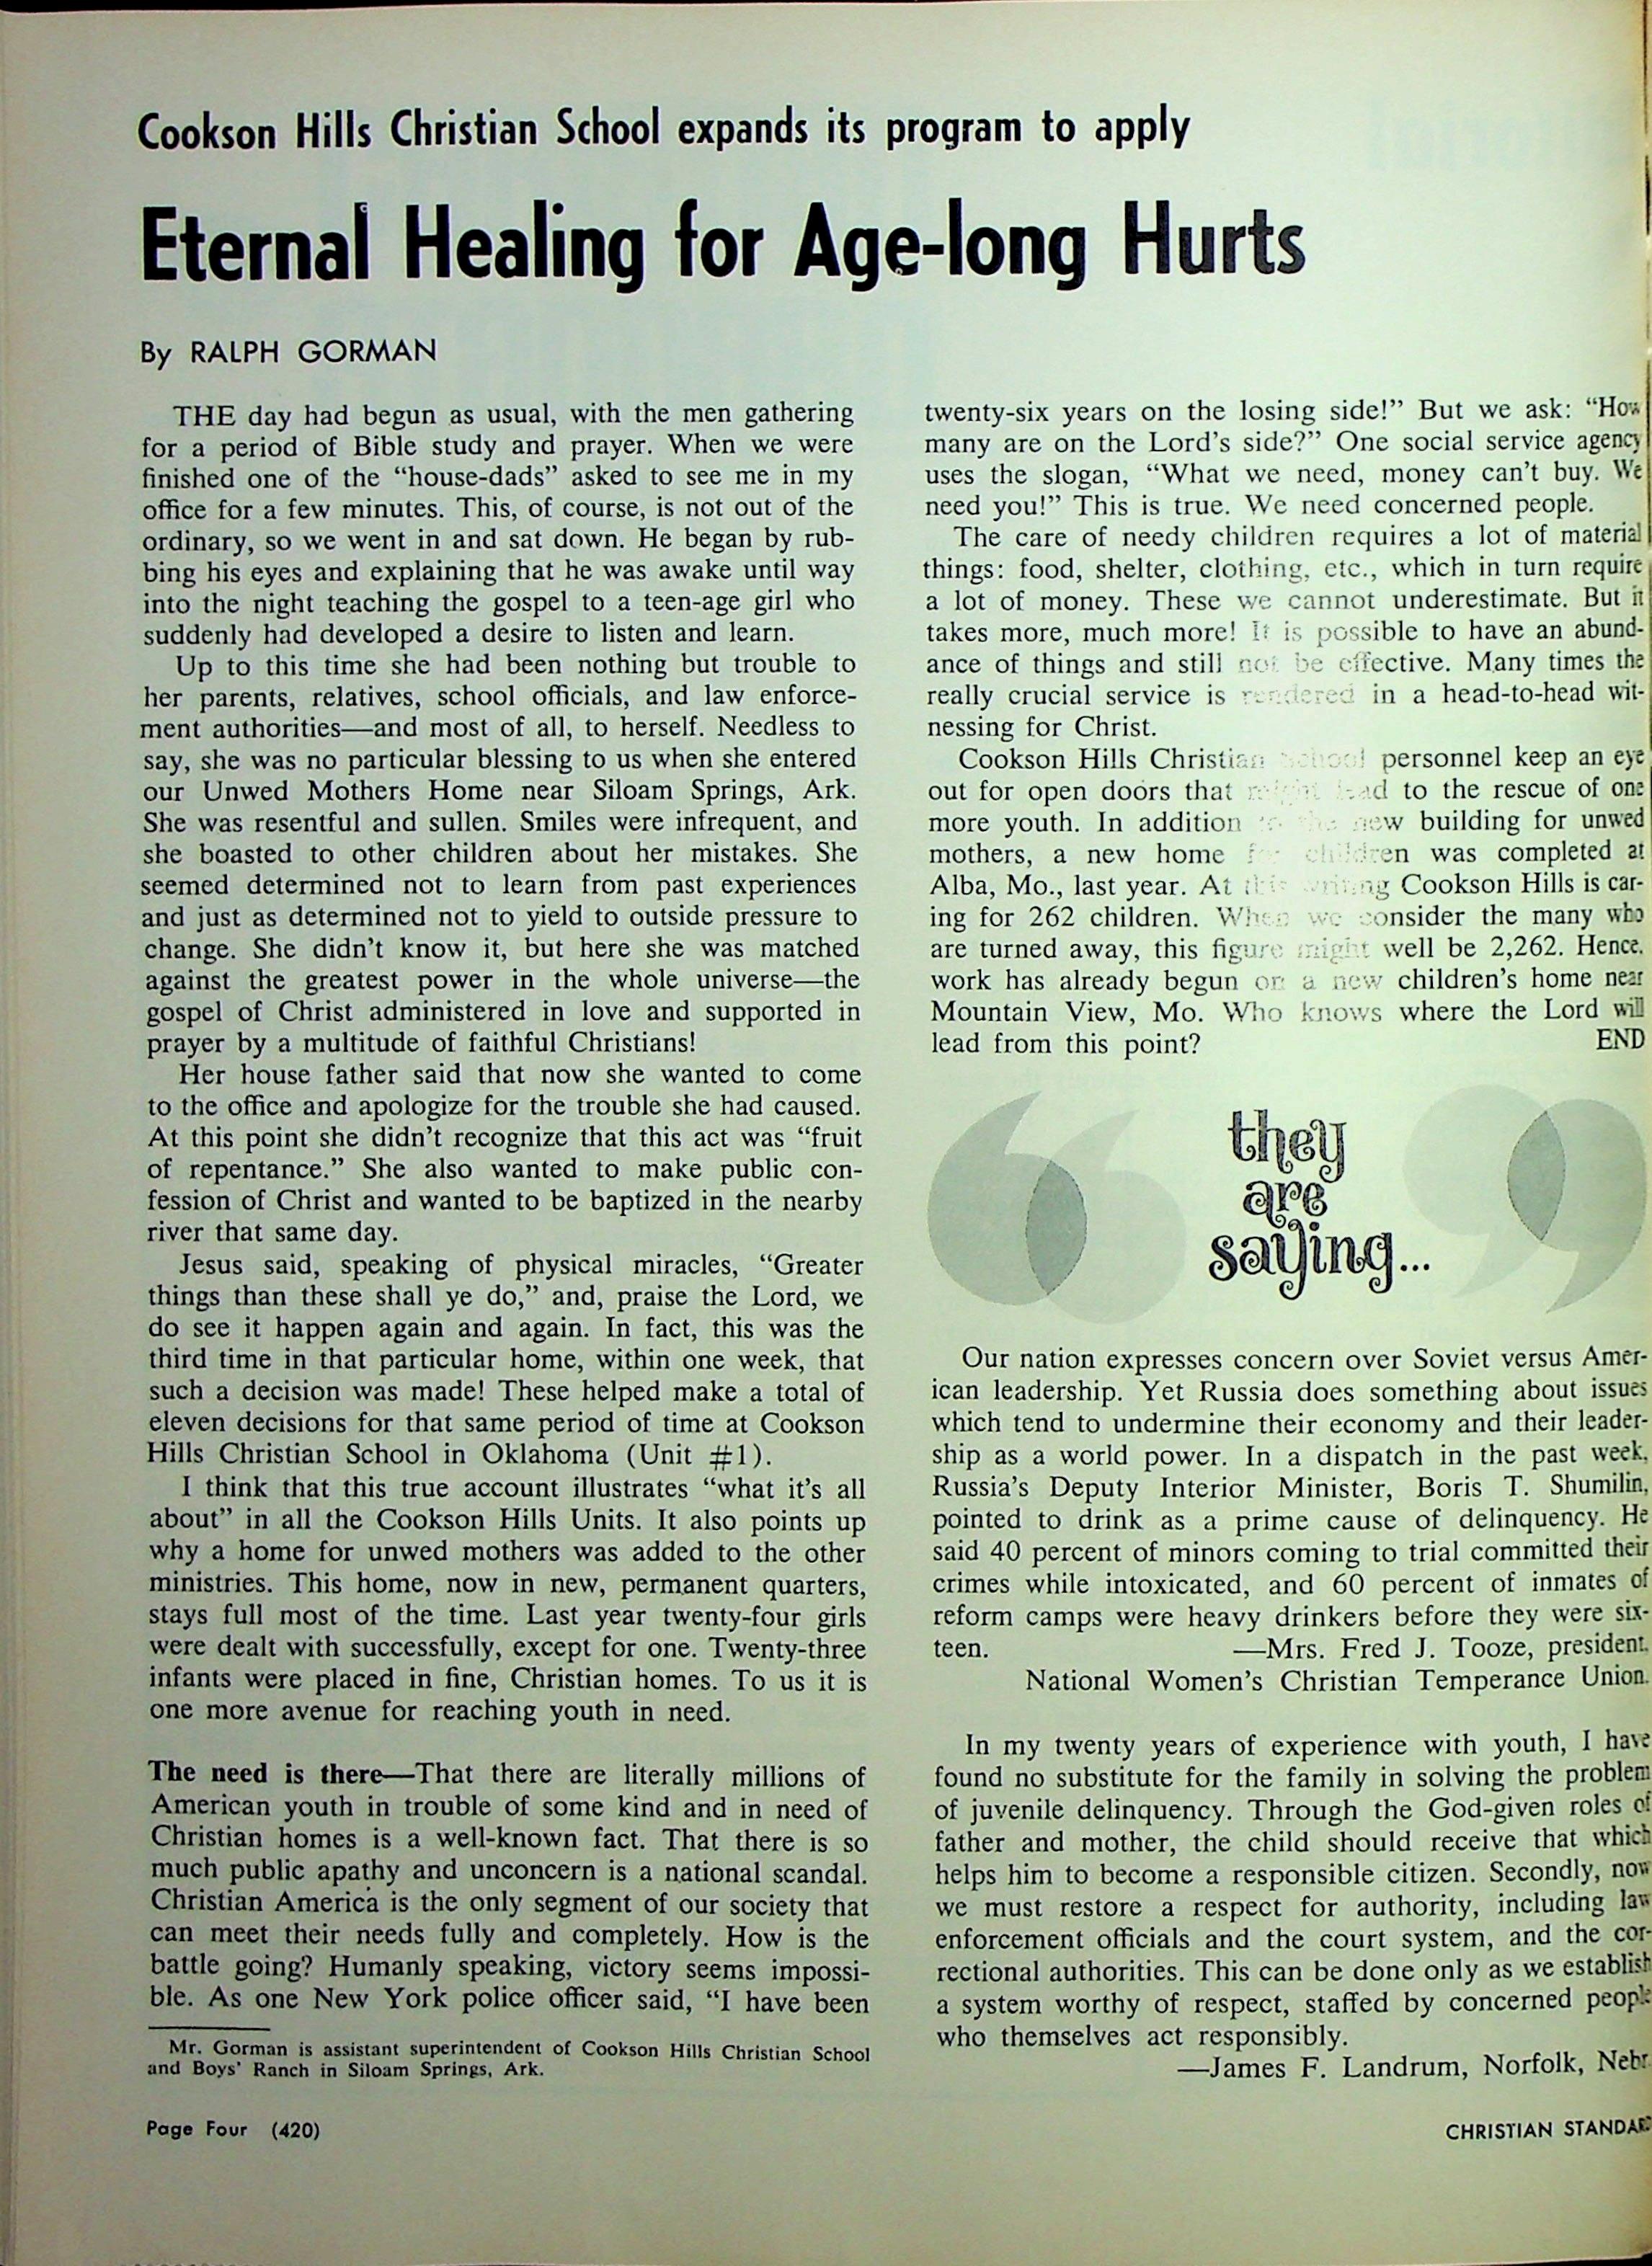 Cookson Hills Christian School expands its program to apply
Eternal Healing for Age-long Hurts
By RALPH GORMAN
THE day had begun as usual, with the men gathering
for a period of Bible study and prayer. When we were
finished one of the “house-dads” asked to see me in my
office for a few minutes. This, of course, is not out of the
ordinary, so we went in and sat down. He began by rub-
bing his eyes and explaining that he was awake until way
into the night teaching the gospel to a teen-age girl who
suddenly had developed a desire to listen and learn.
Up to this time she had been nothing but trouble to
her parents, relatives, school officials, and law enforce-
ment authorities—and most of all, to herself. Needless to
say, she was no particular blessing to us when she entered
our Unwed Mothers Home near Siloam Springs, Ark.
She was resentful and sullen. Smiles were infrequent, and
she boasted to other children about her mistakes. She
seemed determined not to learn from past experiences
and just as determined not to yield to outside pressure to
change. She didn’t know it, but here she was matched
against the greatest power in the whole universe—the
gospel of Christ administered in love and supported in
prayer by a multitude of faithful Christians!
Her house father said that now she wanted to come
to the office and apologize for the trouble she had caused.
At this point she didn’t recognize that this act was “fruit
of repentance.” She also wanted to make public con-
fession of Christ and wanted to be baptized in the nearby
river that same day.
Jesus said, speaking of physical miracles, “Greater
things than these shall ye do,” and, praise the Lord, we
do see it happen again and again. In fact, this was the
third time in that particular home, within one week, that
such a decision was made! These helped make a total of
eleven decisions for that same period of time at Cookson
Hills Christian School in Oklahoma (Unit #1).
I think that this true account illustrates “what it’s all
about” in all the Cookson Hills Units. It also points up
why a home for unwed mothers was added to the other
ministries. This home, now in new, permanent quarters,
stays full most of the time. Last year twenty-four girls
were dealt with successfully, except for one. Twenty-three
infants were placed in fine, Christian homes. To us it is
one more avenue for reaching youth in need.
The need is there—That there are literally millions of
American youth in trouble of some kind and in need of
Christian homes is a well-known fact. That there is so
much public apathy and unconcern is a national scandal.
Christian America is the only segment of our society that
can meet their needs fully and completely. How is the
battle going? Humanly speaking, victory seems impossi-
ble. As one New York police officer said, “I have been
Mr. Gorman is assistant superintendent of Cookson Hills Christian School
and Boys’ Ranch in Siloam Springs, Ark.
twenty-six years on the losing side!” But we ask: “How
many are on the Lord’s side?” One social service agency
uses the slogan, “What we need, money can’t buy. We
need you!” This is true. We need concerned people.
The care of needy children requires a lot of material
things: food, shelter, clothing, etc., which in turn require
a lot of money. These we cannot underestimate. But it
takes more, much more! It is possible to have an abund-
ance of things and still not be effective. Many times the
really crucial service is rendered in a head-to-head wit-
nessing for Christ.
Cookson Hills Christian School personnel keep an eye
out for open doors that might lead to the rescue of one
more youth. In addition to the new building for unwed
mothers, a new home for children was completed at
Alba, Mo., last year. At this writing Cookson Hills is car-
ing for 262 children. When we consider the many who
are turned away, this figure might well be 2,262. Hence,
work has already begun on a new children’s home near
Mountain View, Mo. Who knows where the Lord will
lead from this point? END
they
are
saying...
Our nation expresses concern over Soviet versus Amer-
ican leadership. Yet Russia does something about issues
which tend to undermine their economy and their leader-
ship as a world power. In a dispatch in the past week,
Russia’s Deputy Interior Minister, Boris T. Shumilin,
pointed to drink as a prime cause of delinquency. He
said 40 percent of minors coming to trial committed their
crimes while intoxicated, and 60 percent of inmates of
reform camps were heavy drinkers before they were six-
teen. —Mrs. Fred J. Tooze, president,
National Women’s Christian Temperance Union.
In my twenty years of experience with youth, I have
found no substitute for the family in solving the problem
of juvenile delinquency. Through the God-given roles of
father and mother, the child should receive that which
helps him to become a responsible citizen. Secondly, now
we must restore a respect for authority, including law
enforcement officials and the court system, and the cor-
rectional authorities. This can be done only as we establish
a system worthy of respect, staffed by concerned people
who themselves act responsibly.
—James F. Landrum, Norfolk, Nebr.
Page Four (420)
CHRISTIAN STANDAR